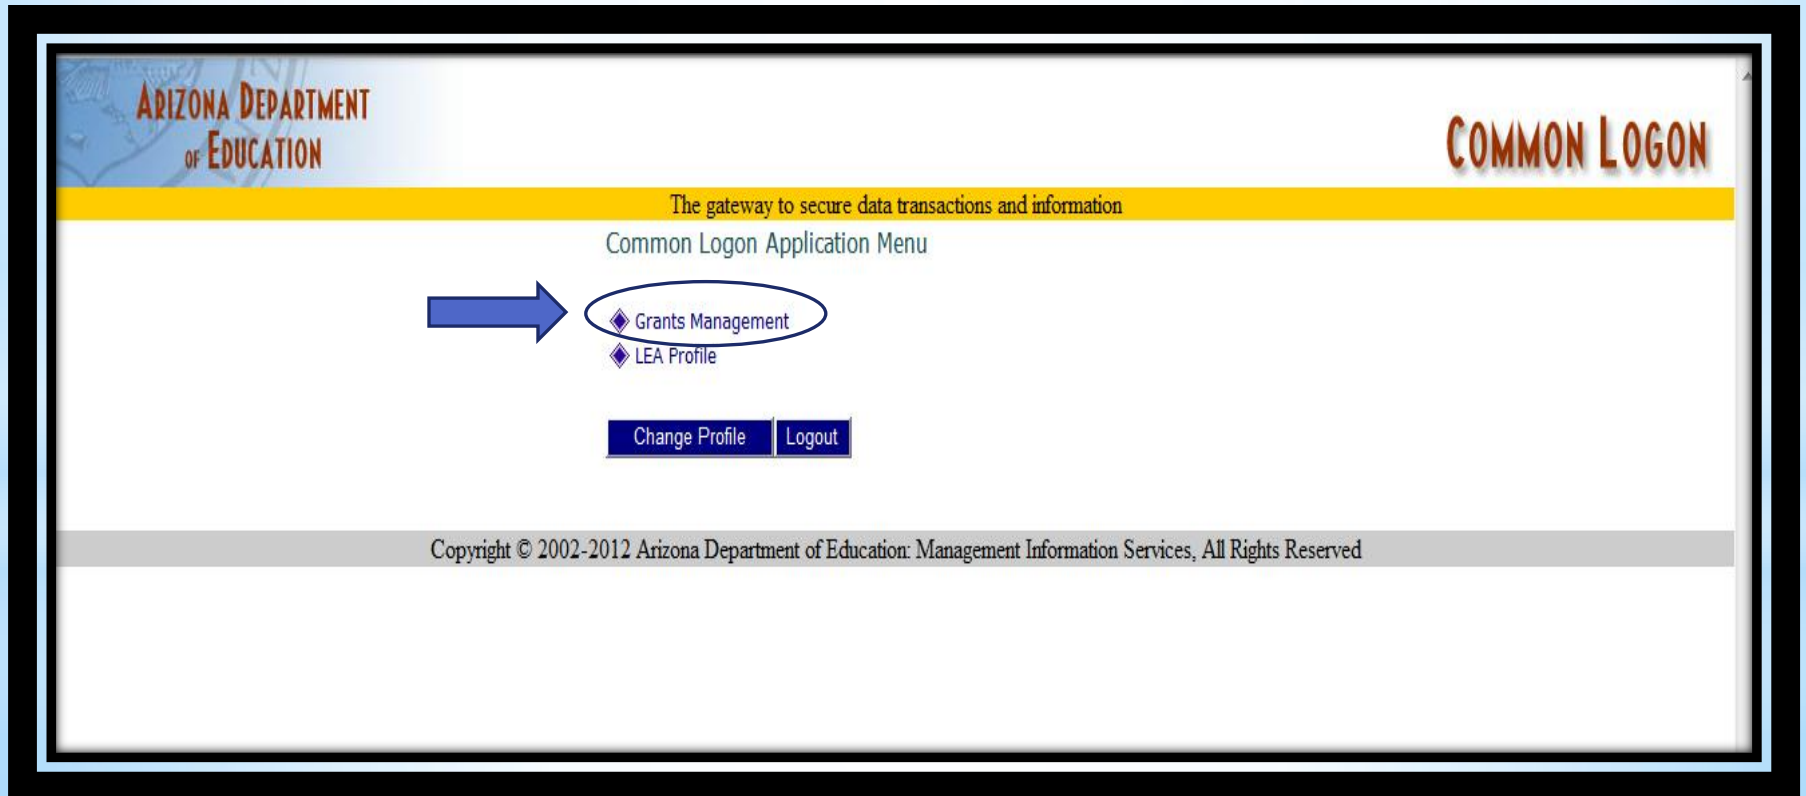 ARIZONA DEPARTMENT
OF EDUCATION
COMMON LOGON
The gateway to secure data transactions and information
Common Logon Application Menu
Grants Management
LEA Profile
Change Profile Logout
Copyright © 2002-2012 Arizona Department of Education: Management Information Services, All Rights Reserved